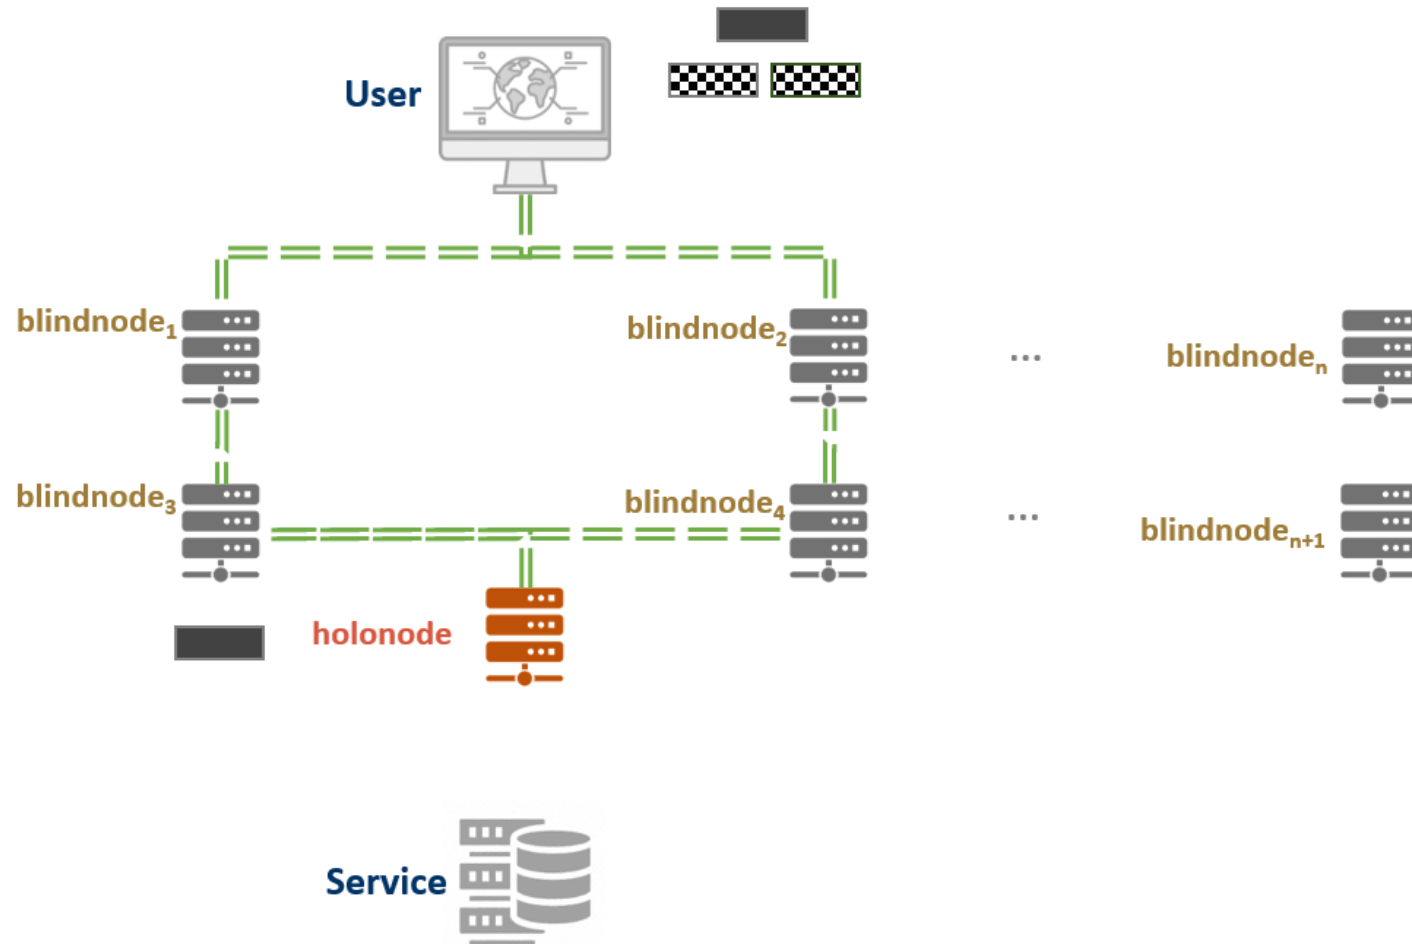 User
blindnode1
blindnode2
...
blindnoden
blindnode3
blindnode4
...
blindnoden+1
holonode
Service